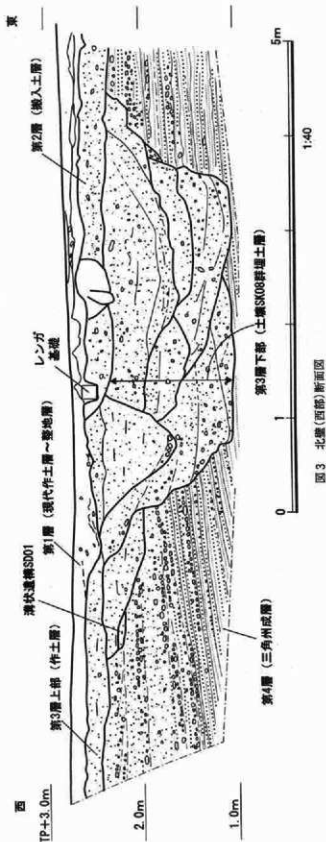 西
東
TP+3.0m
2.0m
1.0m
第3層上部 (作土層)
溝状遺構SD01
第1層 (現代作土層～整地層)
レンガ
基礎
第2層 (搬入土層)
第4層 (三角州成層)
第3層下部 (土壙SK08群埋土層)
0
1
5m
1:40
図3 北壁(西部)断面図